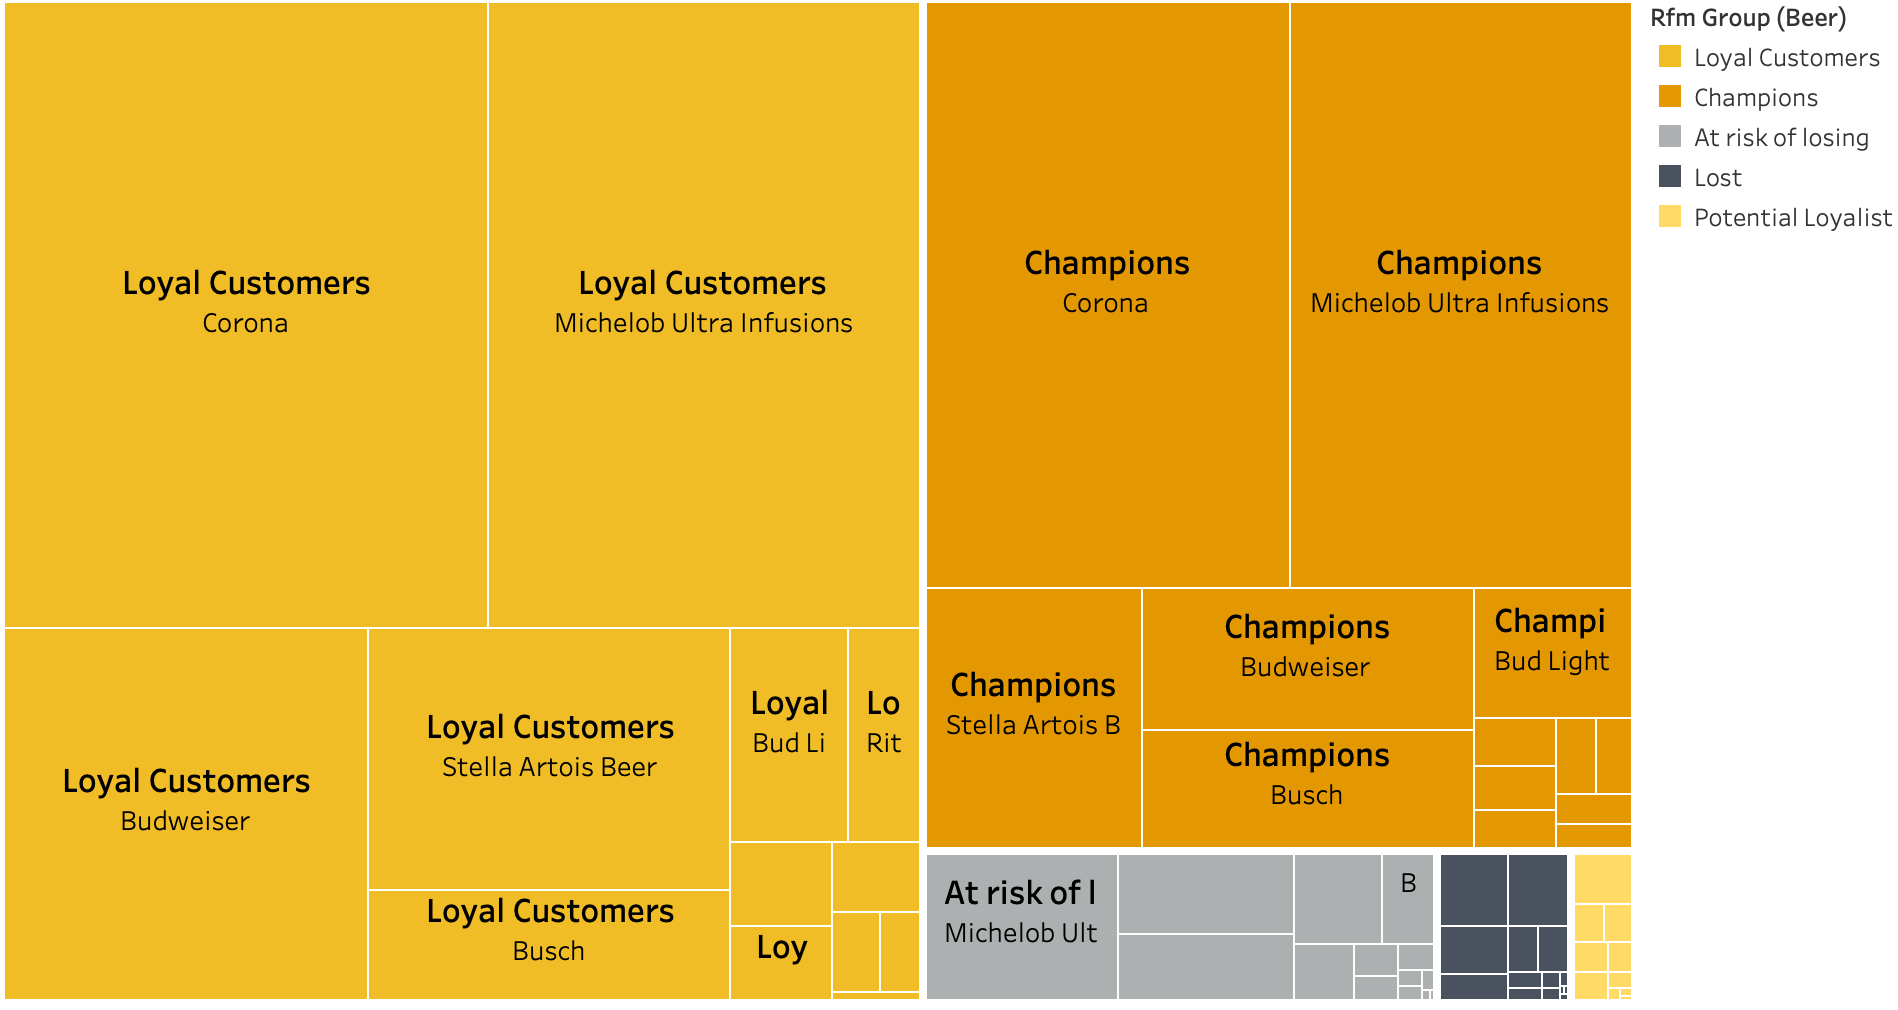 Loyal Customers
Corona
Loyal Customers
Michelob Ultra Infusions
Loyal Customers
Budweiser
Loyal Customers
Stella Artois Beer
Loyal Customers
Busch
Loyal
Bud Li
Lo
Rit
Loy
Champions
Corona
Champions
Michelob Ultra Infusions
Champions
Stella Artois B
Champions
Budweiser
Champions
Busch
Champi
Bud Light
At risk of l
Michelob Ult
B
Rfm Group (Beer)
Loyal Customers
Champions
At risk of losing
Lost
Potential Loyalist